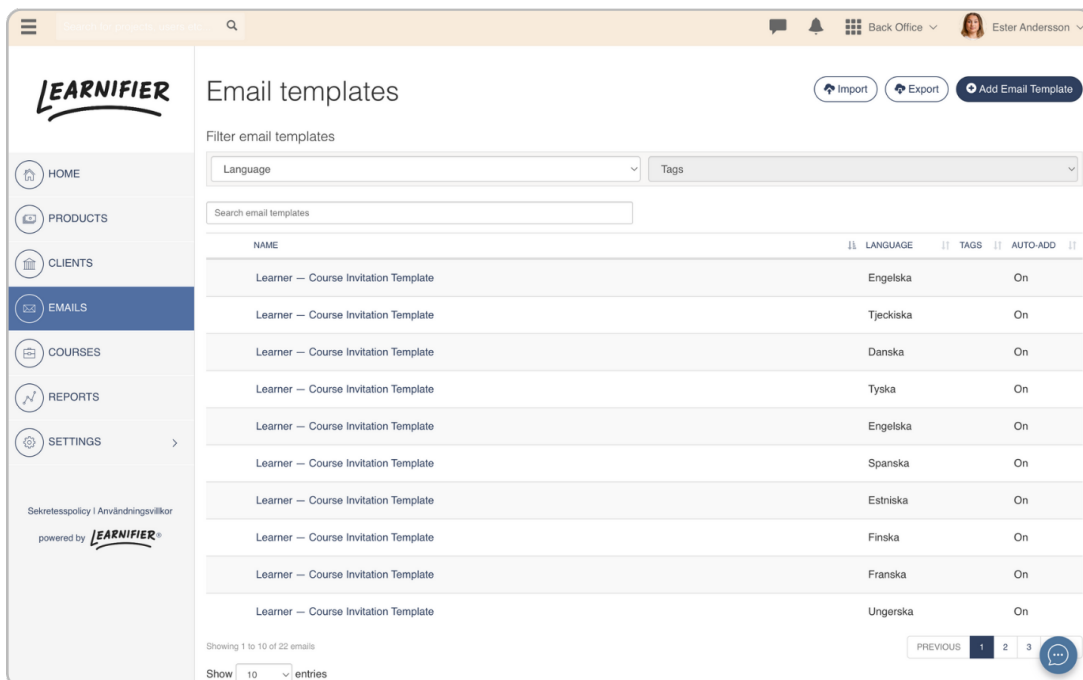 Back Office
Ester Andersson
LEARNIFIER
Email templates
Import
Export
Add Email Template
Filter email templates
Language
Tags
Search email templates
HOME
PRODUCTS
CLIENTS
EMAILS
COURSES
REPORTS
SETTINGS
Sekretesspolicy | Användningsvillkor
powered by LEARNIFIER®
NAME LANGUAGE TAGS AUTO-ADD
Learner — Course Invitation Template Engelska On
Learner — Course Invitation Template Tjeckiska On
Learner — Course Invitation Template Danska On
Learner — Course Invitation Template Tyska On
Learner — Course Invitation Template Engelska On
Learner — Course Invitation Template Spanska On
Learner — Course Invitation Template Estniska On
Learner — Course Invitation Template Finska On
Learner — Course Invitation Template Franska On
Learner — Course Invitation Template Ungerska On
Showing 1 to 10 of 22 emails
PREVIOUS 1 2 3
Show 10 entries